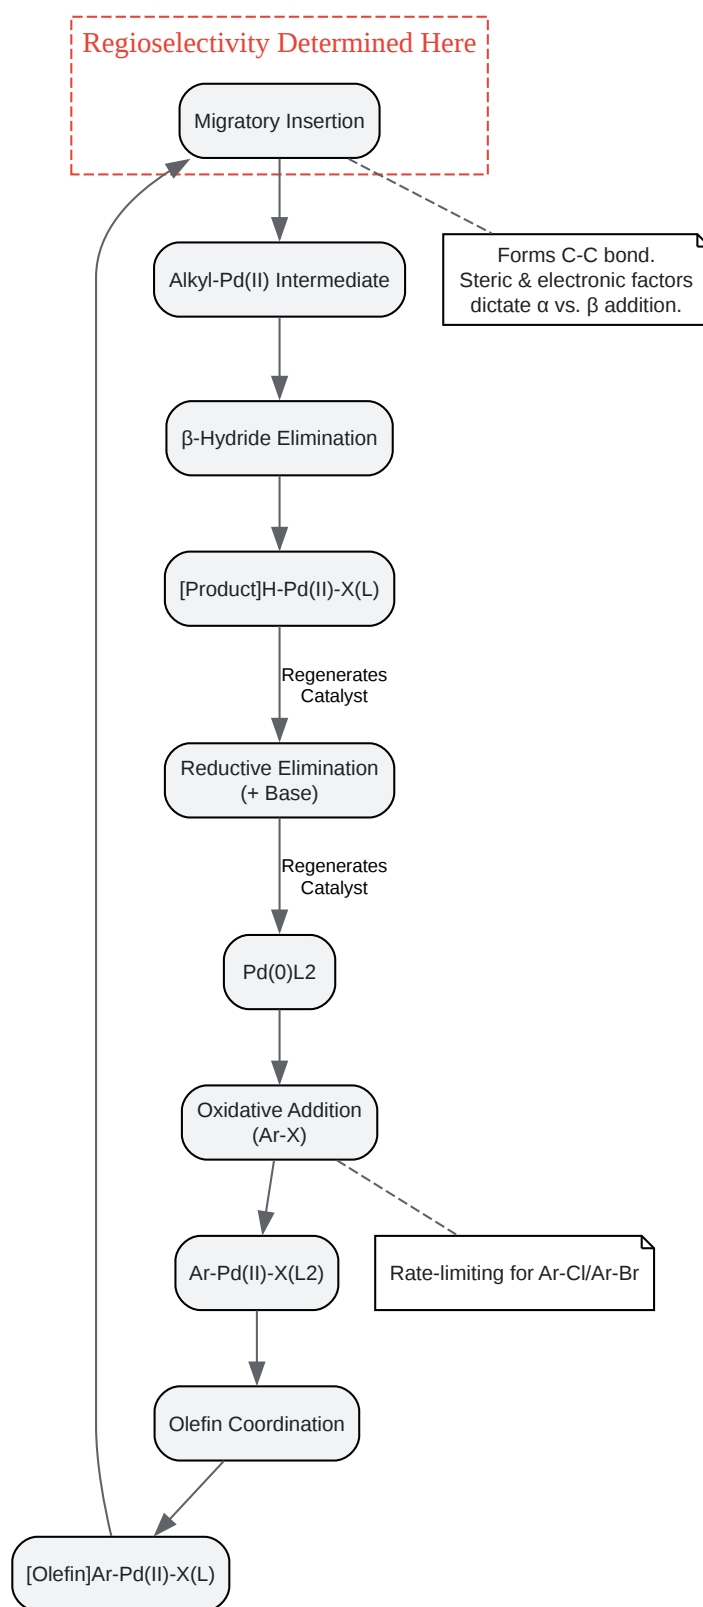 Regioselectivity Determined Here
Migratory Insertion
Forms C-C bond.
Steric & electronic factors
dictate α vs. β addition.
Alkyl-Pd(II) Intermediate
β-Hydride Elimination
[Product]H-Pd(II)-X(L)
Regenerates
Catalyst
Reductive Elimination
(+ Base)
Regenerates
Catalyst
Pd(0)L2
Oxidative Addition
(Ar-X)
Ar-Pd(II)-X(L2)
Rate-limiting for Ar-Cl/Ar-Br
Olefin Coordination
[Olefin]Ar-Pd(II)-X(L)